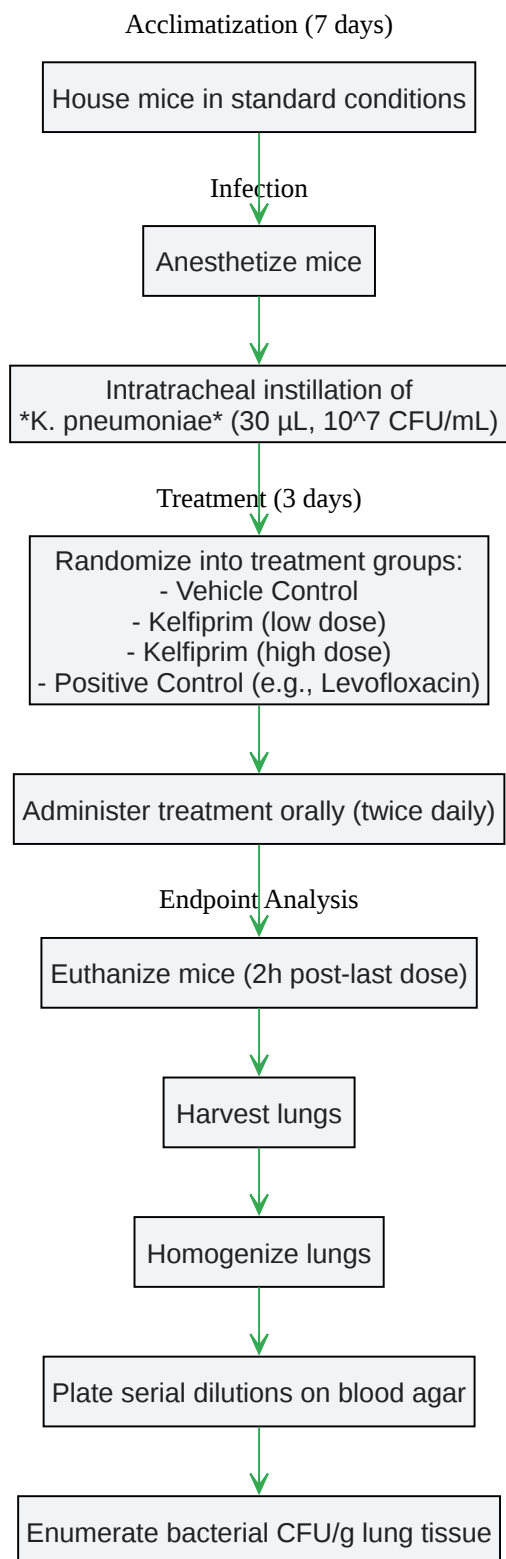 Acclimatization (7 days)
House mice in standard conditions
Infection
Anesthetize mice
Intratracheal instillation of
*K. pneumoniae* (30 µL, 10^7 CFU/mL)
Treatment (3 days)
Randomize into treatment groups:
- Vehicle Control
- Kelfiprim (low dose)
- Kelfiprim (high dose)
- Positive Control (e.g., Levofloxacin)
Administer treatment orally (twice daily)
Endpoint Analysis
Euthanize mice (2h post-last dose)
Harvest lungs
Homogenize lungs
Plate serial dilutions on blood agar
Enumerate bacterial CFU/g lung tissue